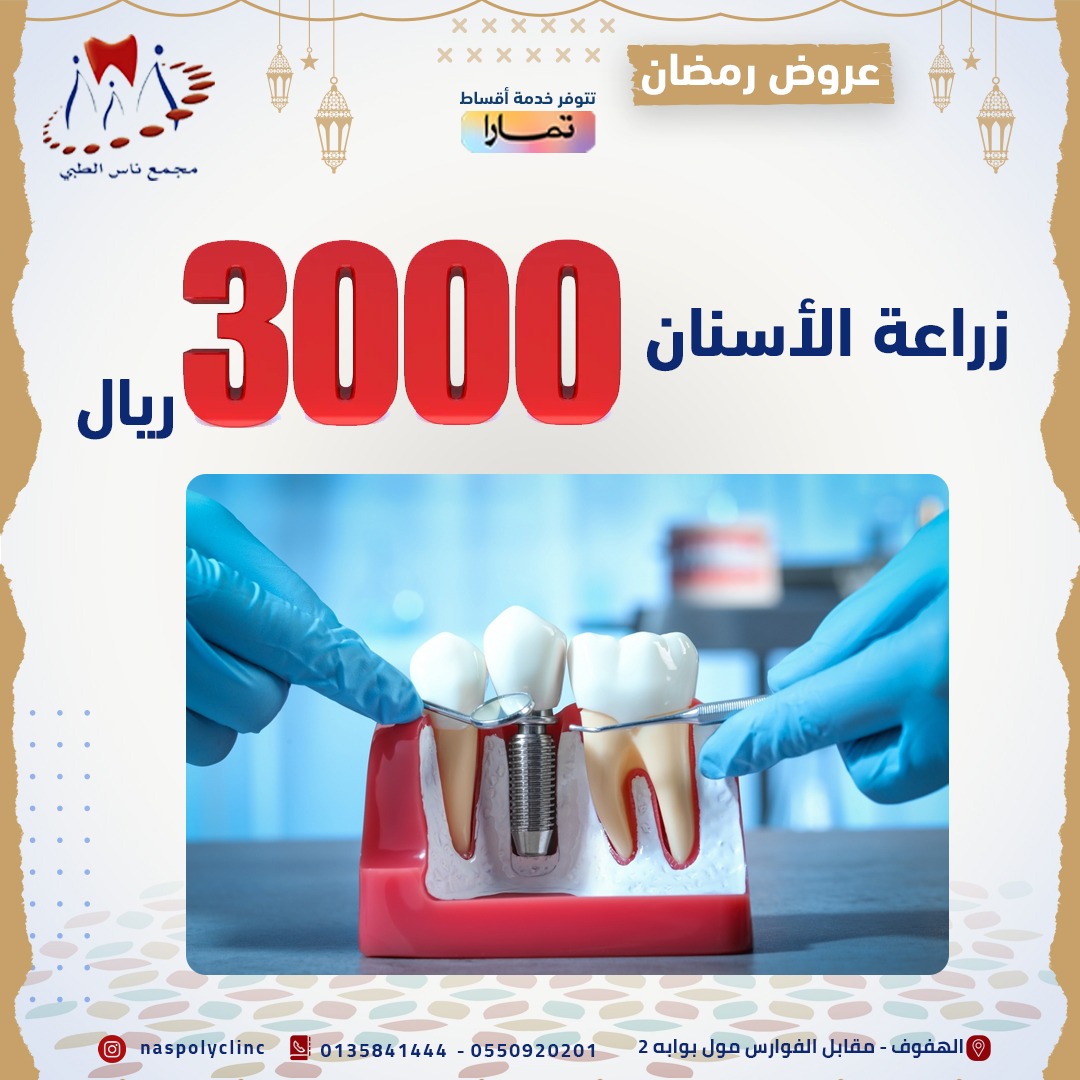 عروض رمضان
تتوفر خدمة أقساط
تمارا
مجمع ناس الطبي
زراعة الأسنان
3000
ريال
الهفوف - مقابل الفوارس مول بوابه 2
0135841444 - 0550920201
naspolyclinc